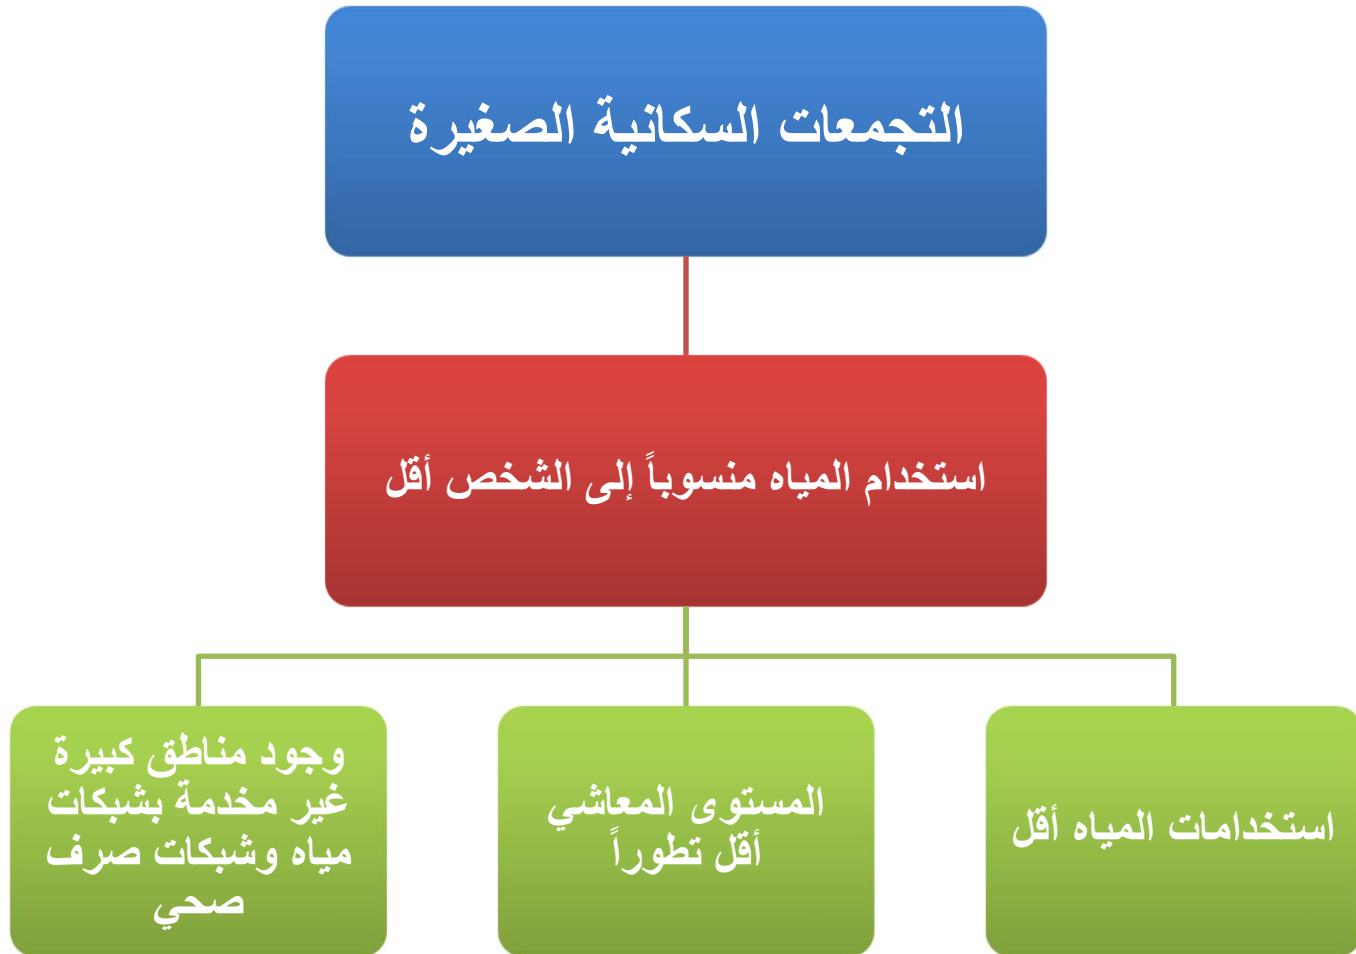 التجمعات السكانية الصغيرة
استخدام المياه منسوباً إلى الشخص أقل
استخدامات المياه أقل
المستوى المعاشي
أقل تطوراً
وجود مناطق كبيرة
غير مخدمة بشبكات
مياه وشبكات صرف
صحي